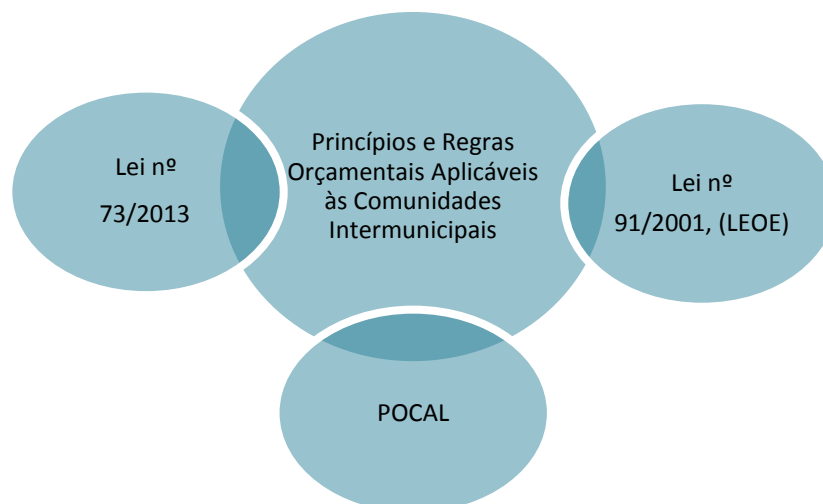 Princípios e Regras
Orçamentais Aplicáveis
às Comunidades
Intermunicipais
Lei nº
73/2013
Lei nº
91/2001, (LEOE)
POCAL